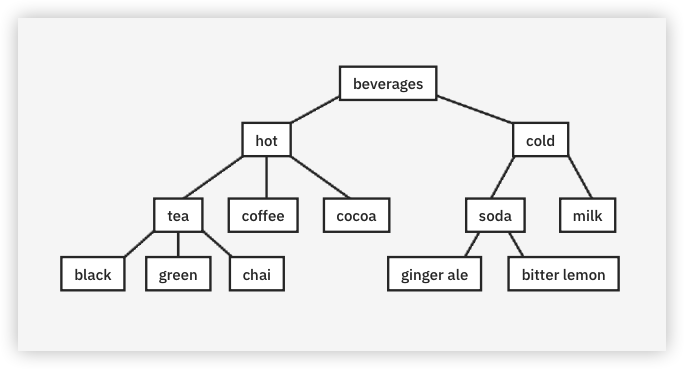 beverages
hot
cold
tea
coffee
cocoa
soda
milk
black
green
chai
ginger ale
bitter lemon